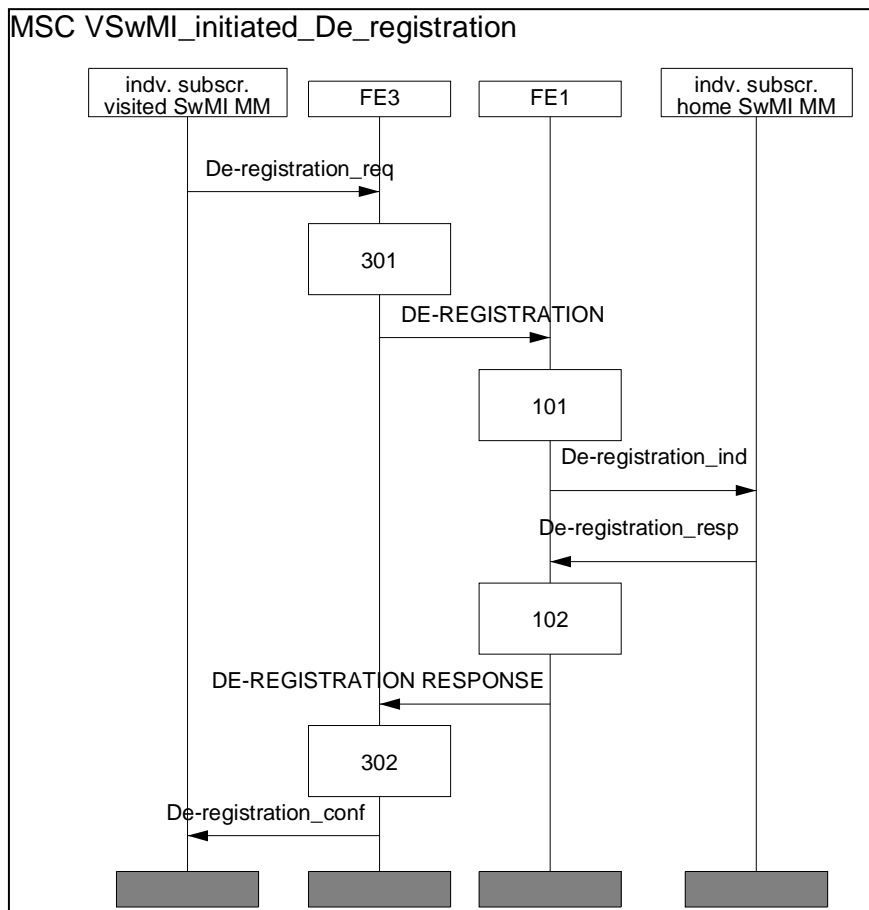 MSC VSwMI_initiated_De_registration
indv. subscr.
visited SwMI MM
FE3
FE1
indv. subscr.
home SwMI MM
De-registration_req
301
DE-REGISTRATION
101
De-registration_ind
De-registration_resp
102
DE-REGISTRATION RESPONSE
302
De-registration_conf